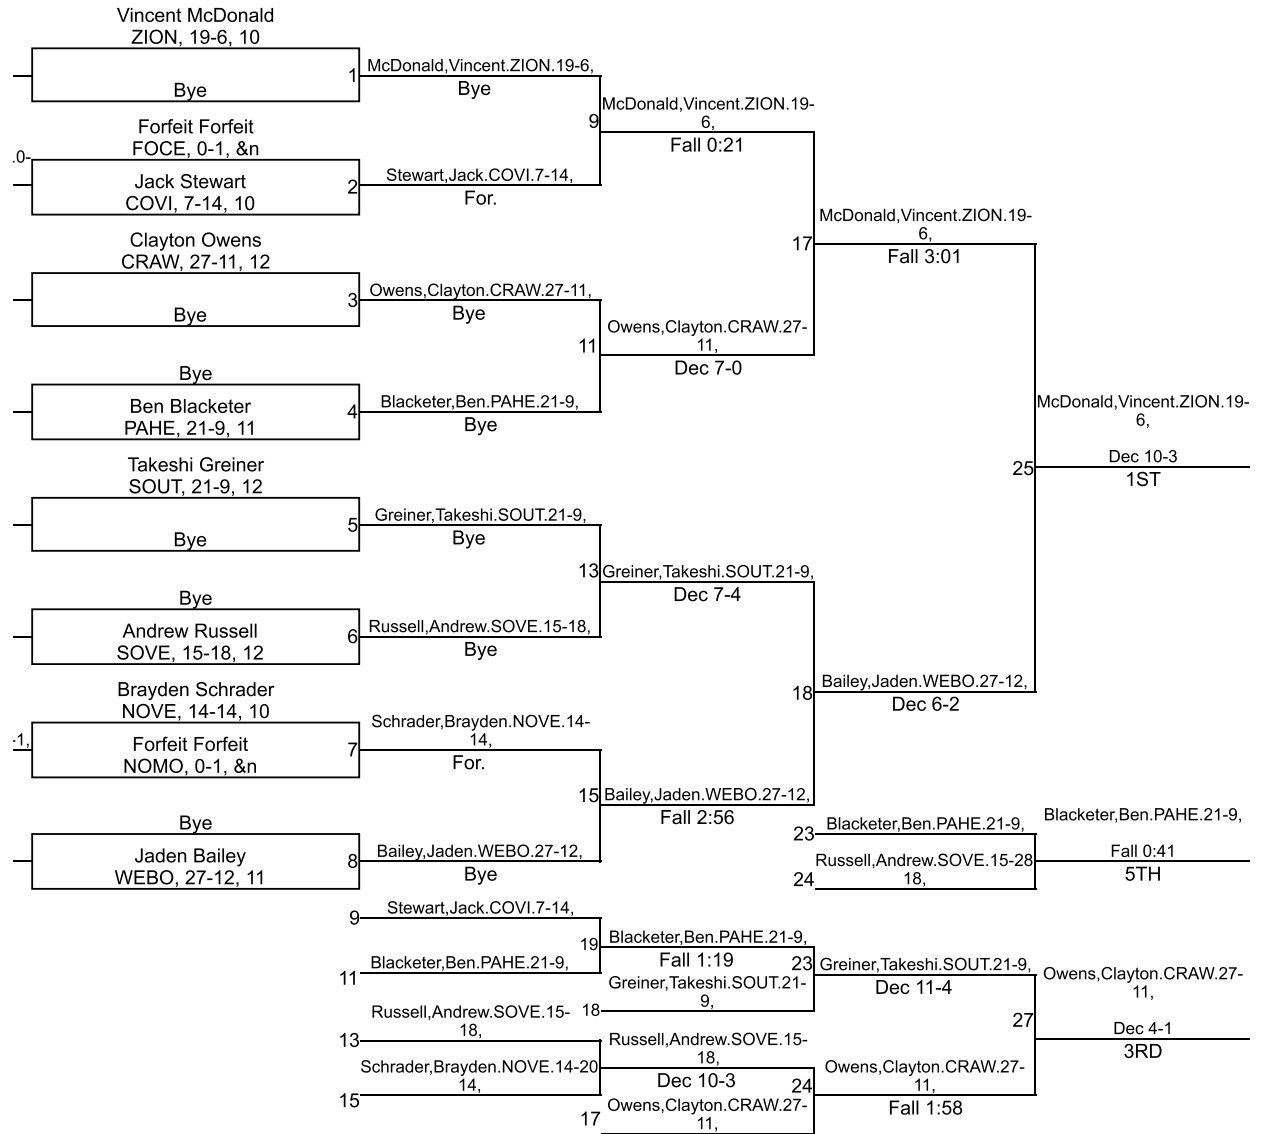 Vincent McDonald
ZION, 19-6, 10
Bye
1
McDonald,Vincent.ZION.19-6,
Bye
Forfeit Forfeit
FOCE, 0-1, &n
.0-
Jack Stewart
COVI, 7-14, 10
2
Stewart,Jack.COVI.7-14,
For.
9
McDonald,Vincent.ZION.19-
6,
Fall 0:21
Clayton Owens
CRAW, 27-11, 12
Bye
3
Owens,Clayton.CRAW.27-11,
Bye
Bye
Ben Blacketer
PAHE, 21-9, 11
4
Blacketer,Ben.PAHE.21-9,
Bye
11
Owens,Clayton.CRAW.27-
11,
Dec 7-0
17
McDonald,Vincent.ZION.19-
6,
Fall 3:01
Takeshi Greiner
SOUT, 21-9, 12
Bye
5
Greiner,Takeshi.SOUT.21-9,
Bye
Bye
Andrew Russell
SOVE, 15-18, 12
6
Russell,Andrew.SOVE.15-18,
Bye
13
Greiner,Takeshi.SOUT.21-9,
Dec 7-4
Brayden Schrader
NOVE, 14-14, 10
-1,
Forfeit Forfeit
NOMO, 0-1, &n
7
Schrader,Brayden.NOVE.14-
14,
For.
Bye
Jaden Bailey
WEBO, 27-12, 11
8
Bailey,Jaden.WEBO.27-12,
Bye
15
Bailey,Jaden.WEBO.27-12,
Fall 2:56
18
Bailey,Jaden.WEBO.27-12,
Dec 6-2
25
McDonald,Vincent.ZION.19-
6,
Dec 10-3
1ST
23
Blacketer,Ben.PAHE.21-9,
24
Russell,Andrew.SOVE.15-
18,
28
Blacketer,Ben.PAHE.21-9,
Fall 0:41
5TH
9
Stewart,Jack.COVI.7-14,
11
Blacketer,Ben.PAHE.21-9,
19
Blacketer,Ben.PAHE.21-9,
Fall 1:19
18
Greiner,Takeshi.SOUT.21-
9,
23
Greiner,Takeshi.SOUT.21-9,
Dec 11-4
13
Russell,Andrew.SOVE.15-
18,
15
Schrader,Brayden.NOVE.14-
14,
20
Russell,Andrew.SOVE.15-
18,
Dec 10-3
17
Owens,Clayton.CRAW.27-
11,
24
Owens,Clayton.CRAW.27-
11,
Fall 1:58
27
Owens,Clayton.CRAW.27-
11,
Dec 4-1
3RD